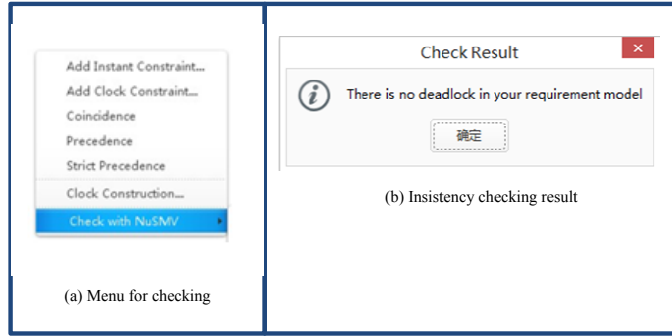 Add Instant Constraint...
Add Clock Constraint...
Coincidence
Precedence
Strict Precedence
Clock Construction...
Check with NuSMV
(a) Menu for checking
Check Result
There is no deadlock in your requirement model
确定
(b) Insistency checking result